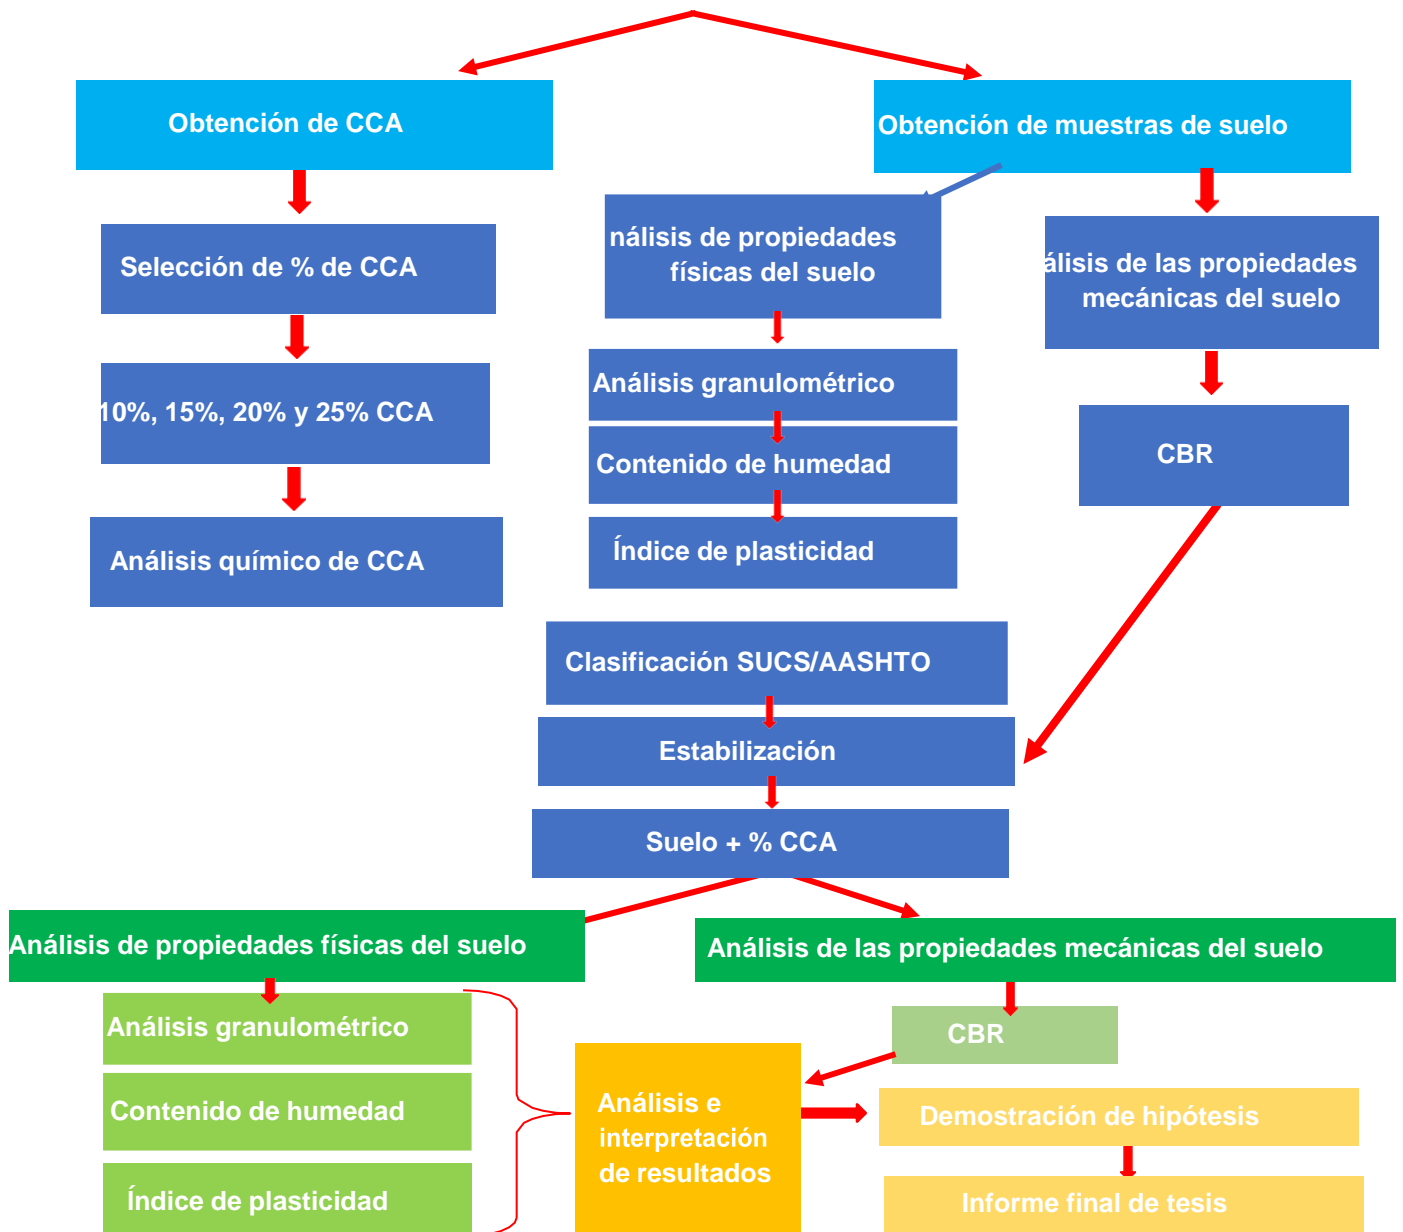 Obtención de CCA
Obtención de muestras de suelo
nálisis de propiedades
físicas del suelo
álisis de las propiedades
mecánicas del suelo
Selección de % de CCA
Análisis granulométrico
10%, 15%, 20% y 25% CCA
Contenido de humedad
CBR
Análisis químico de CCA
Índice de plasticidad
Clasificación SUCS/AASHTO
Estabilización
Suelo + % CCA
Análisis de propiedades físicas del suelo
Análisis de las propiedades mecánicas del suelo
Análisis granulométrico
CBR
Contenido de humedad
Análisis e
interpretación
de resultados
Demostración de hipótesis
Índice de plasticidad
Informe final de tesis